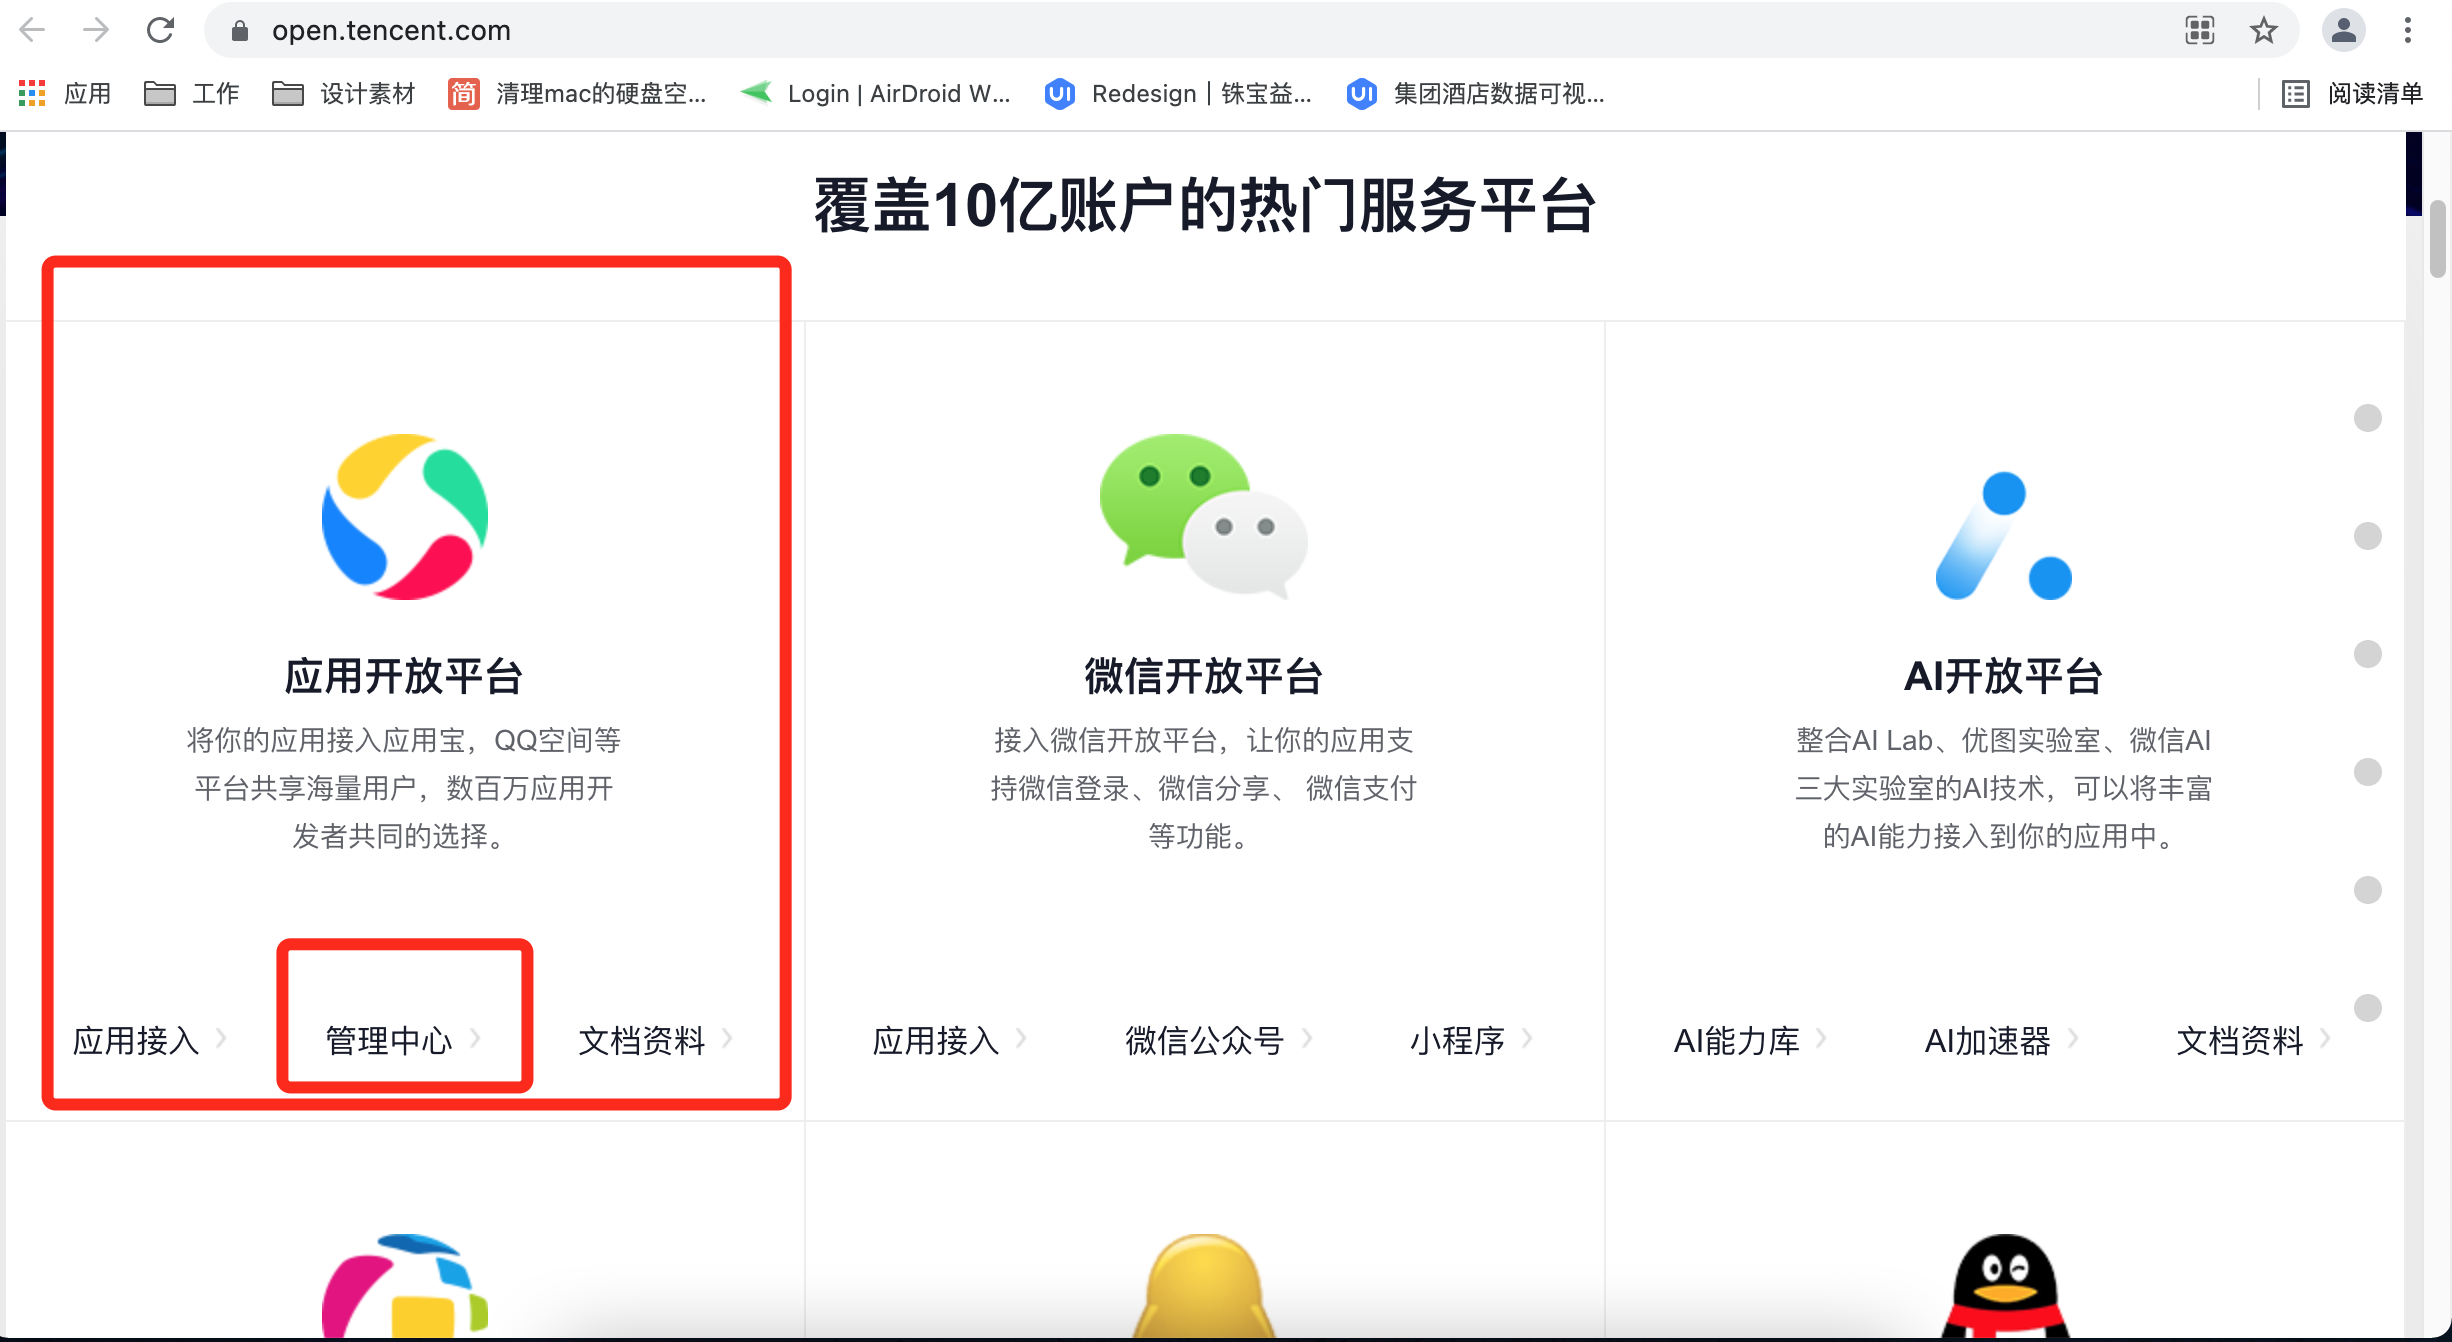 open.tencent.com
应用
工作
设计素材
简
清理mac的硬盘空...
Login | AirDroid W...
UI
Redesign｜铢宝益...
UI
集团酒店数据可视...
阅读清单
覆盖10亿账户的热门服务平台
应用开放平台
将你的应用接入应用宝，QQ空间等
平台共享海量用户，数百万应用开
发者共同的选择。
应用接入
管理中心
文档资料
微信开放平台
接入微信开放平台，让你的应用支
持微信登录、微信分享、 微信支付
等功能。
应用接入
微信公众号
小程序
AI开放平台
整合AI Lab、优图实验室、微信AI
三大实验室的AI技术，可以将丰富
的AI能力接入到你的应用中。
AI能力库
AI加速器
文档资料